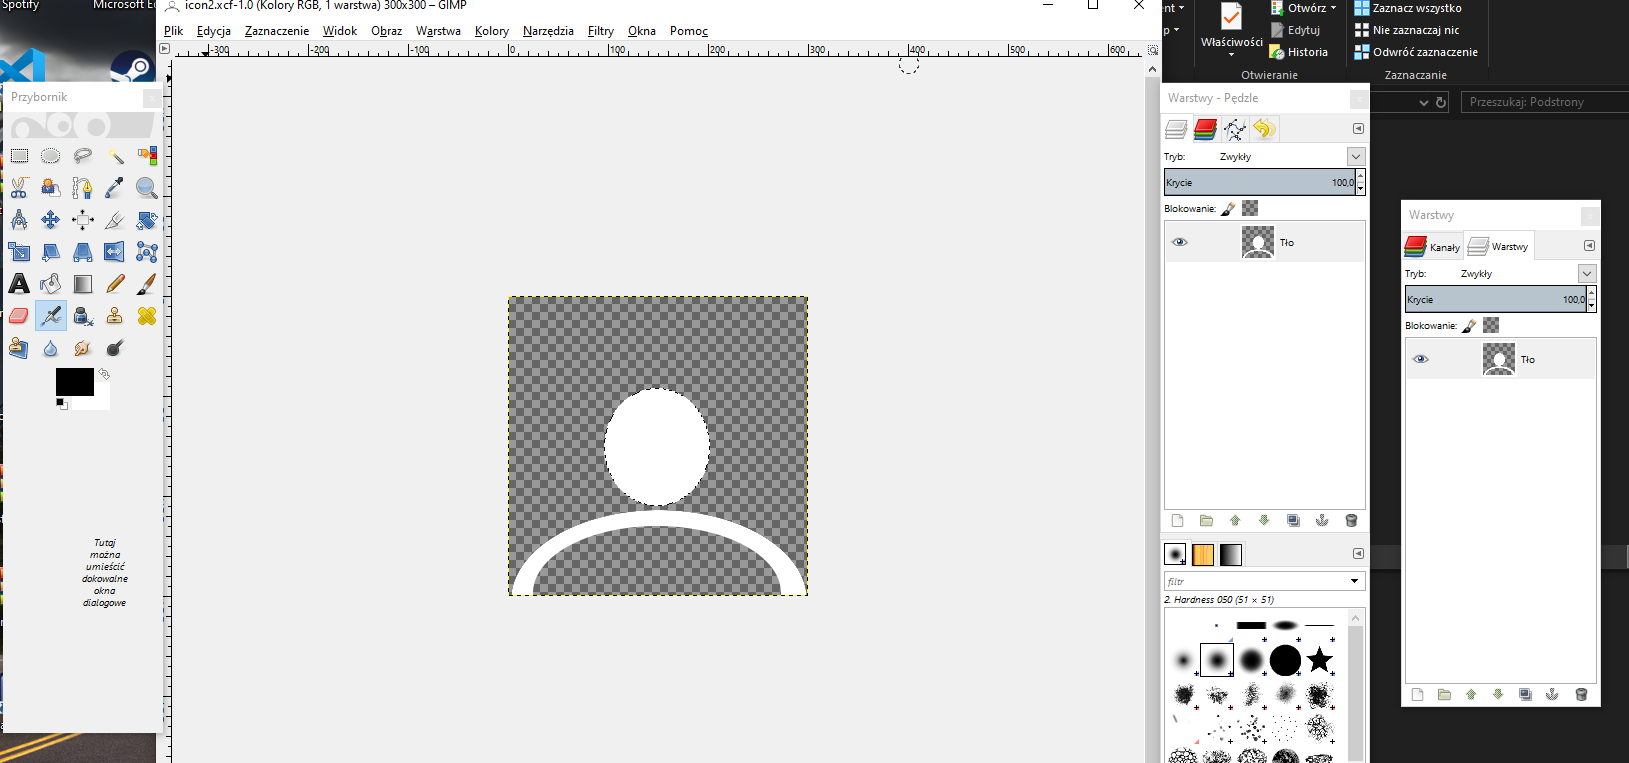 Spotify
Microsoft Ed
icon2.xcf-1.0 (Kolory RGB, 1 warstwa) 300x300 – GIMP
Plik Edycja Zaznaczenie Widok Obraz Warstwa Kolory Narzędzia Filtry Okna Pomoc
-300 -200 -100 0 100 200 300 400 500 600
Przybornik
Tutaj
można
umieścić
dokowalne
okna
dialogowe
Właściwości
Otwórz
Edytuj
Historia
Otwieranie
Zaznacz wszystko
Nie zaznaczaj nic
Odwróć zaznaczenie
Zaznaczanie
Przeszukaj: Podstrony
Warstwy - Pędzle
Tryb: Zwykły
Krycie 100,0
Blokowanie:
Tło
filtr
2. Hardness 050 (51 × 51)
Warstwy
Kanały Warstwy
Tryb: Zwykły
Krycie 100,0
Blokowanie:
Tło